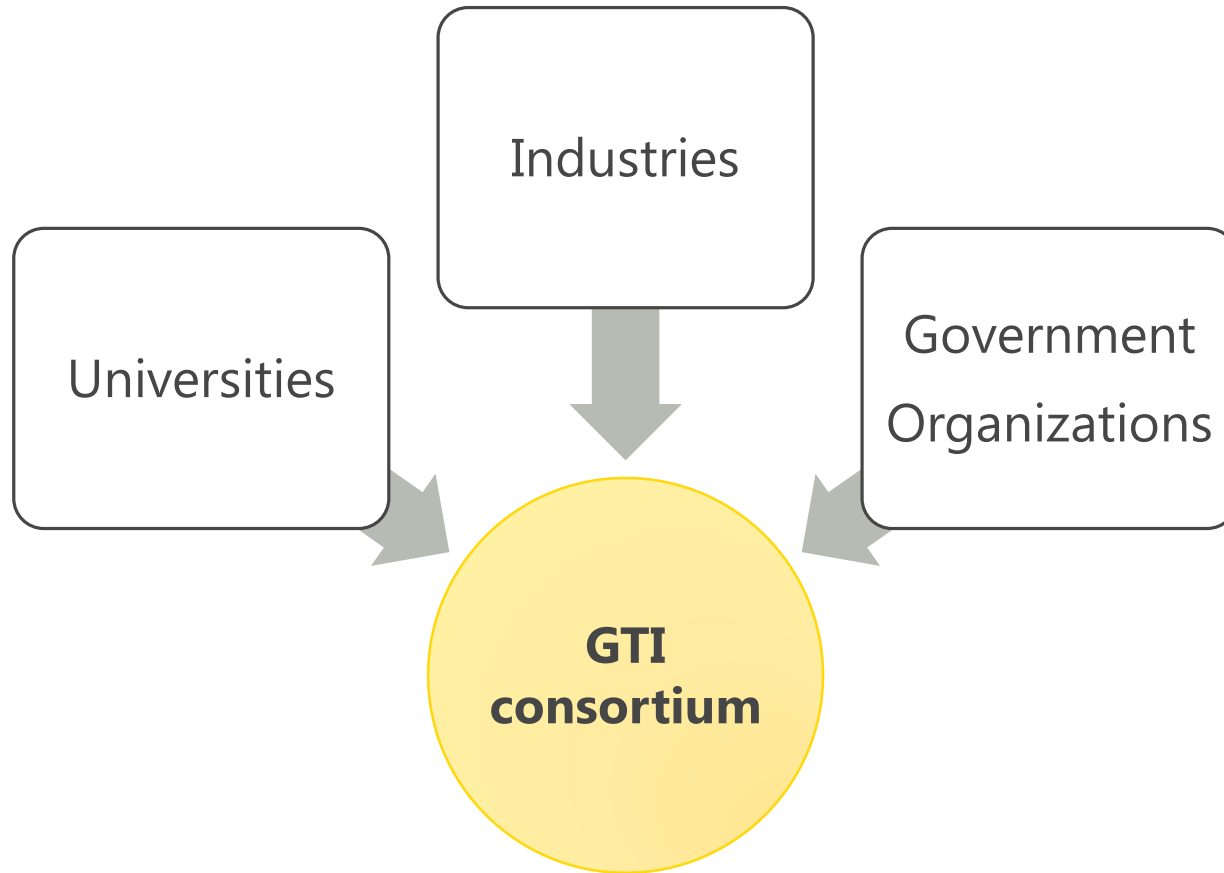 Industries
Universities
Government
Organizations
GTI
consortium